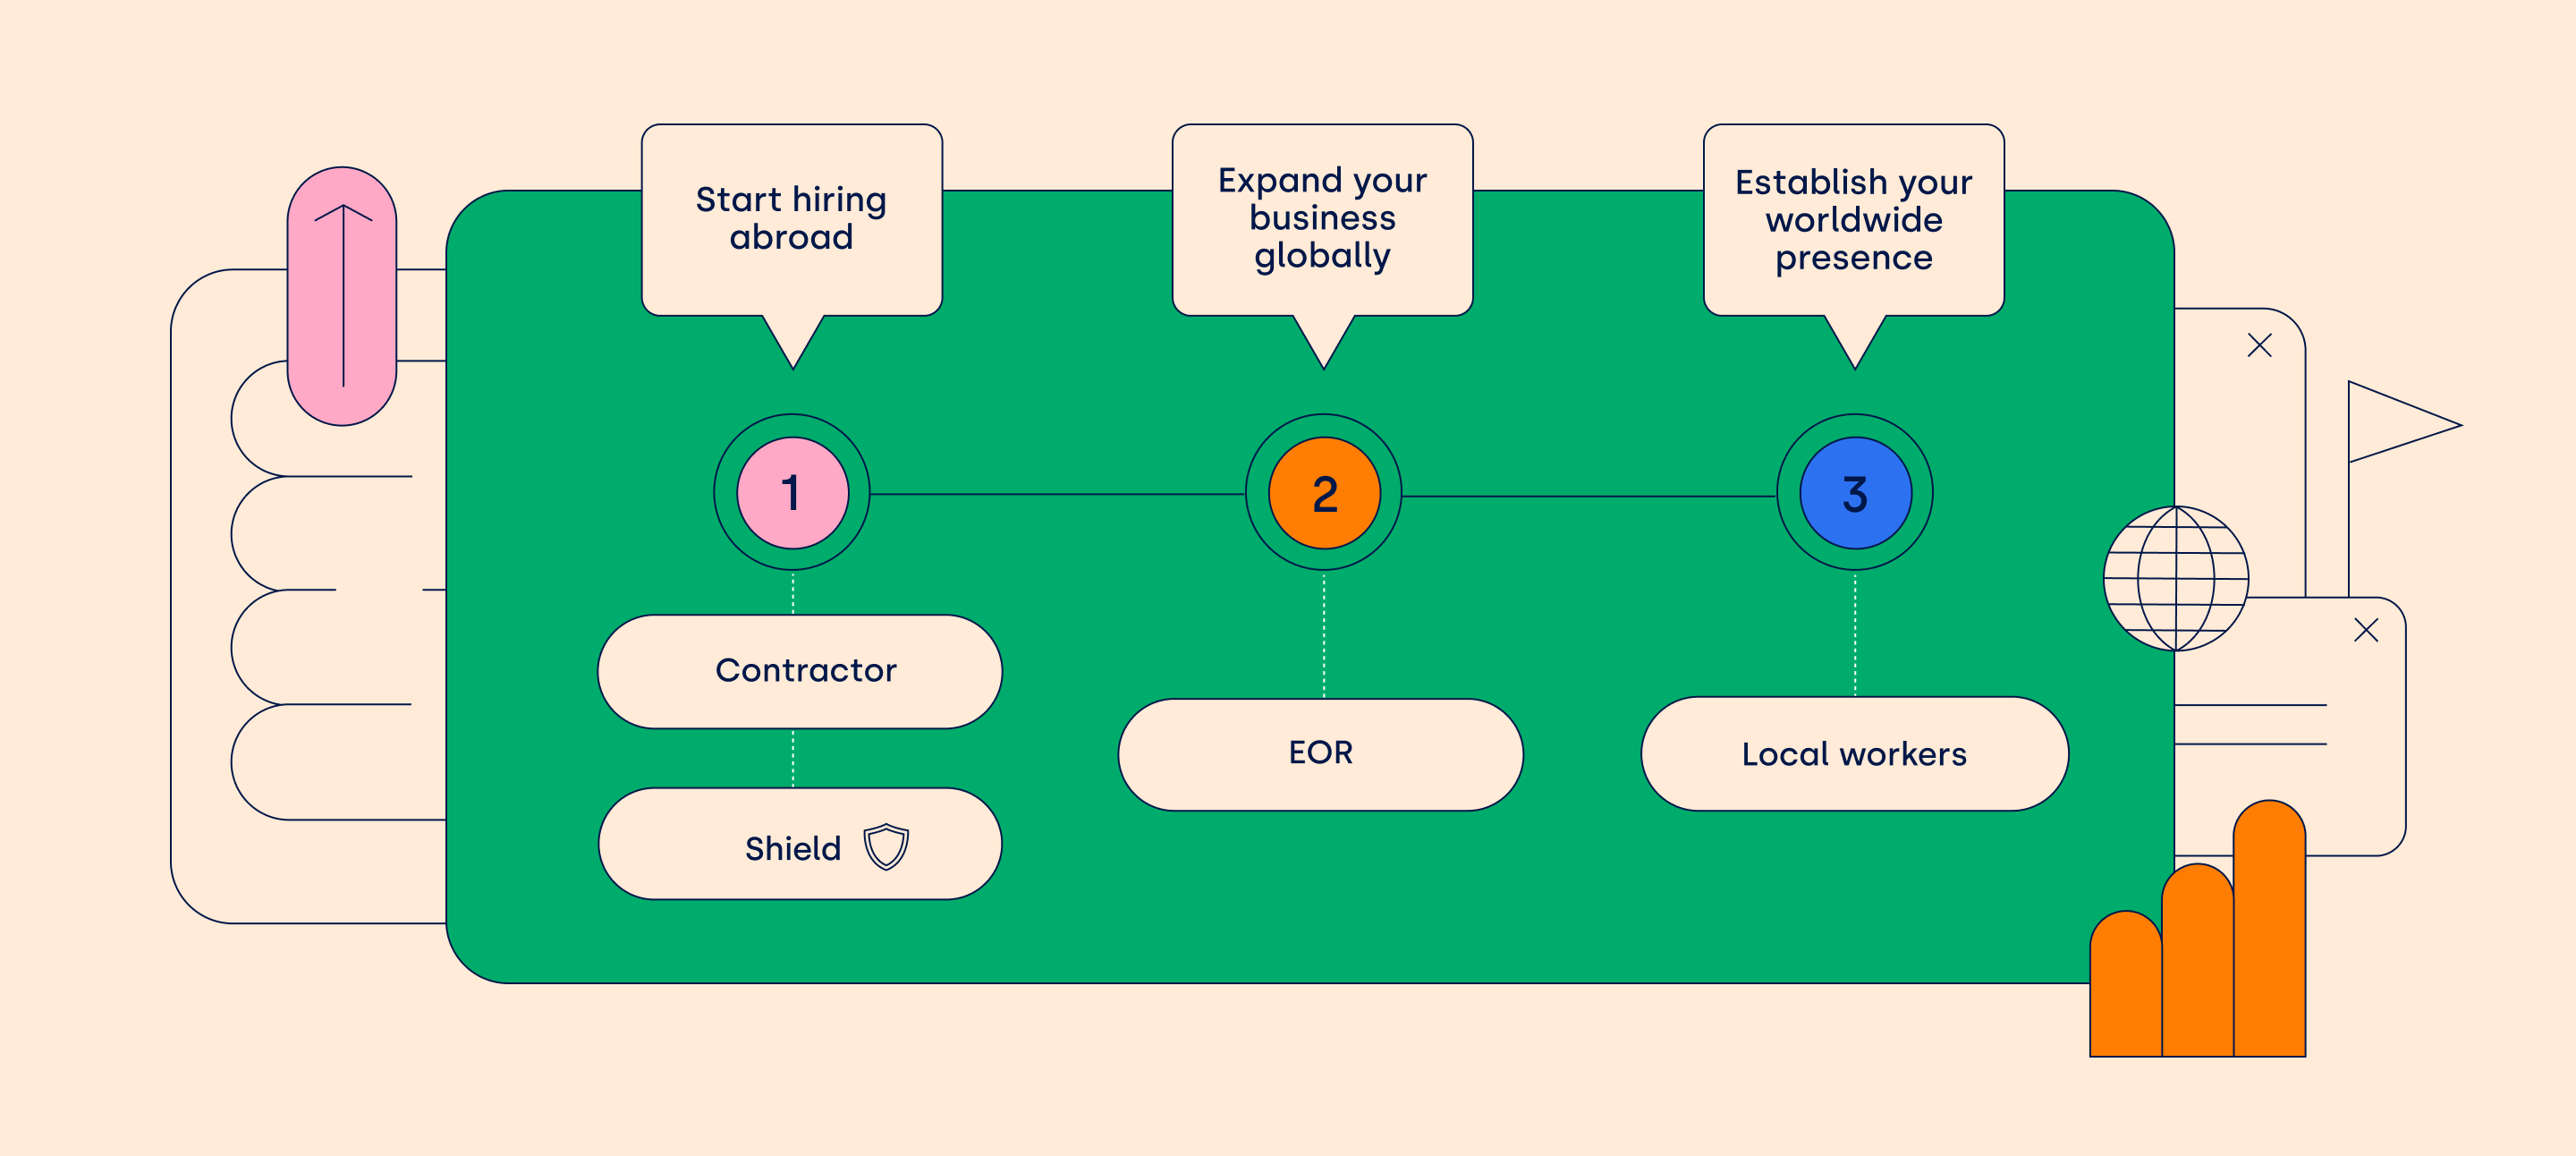 Start hiring
abroad
Expand your
business
globally
Establish your
worldwide
presence
1
2
3
Contractor
Shield
EOR
Local workers